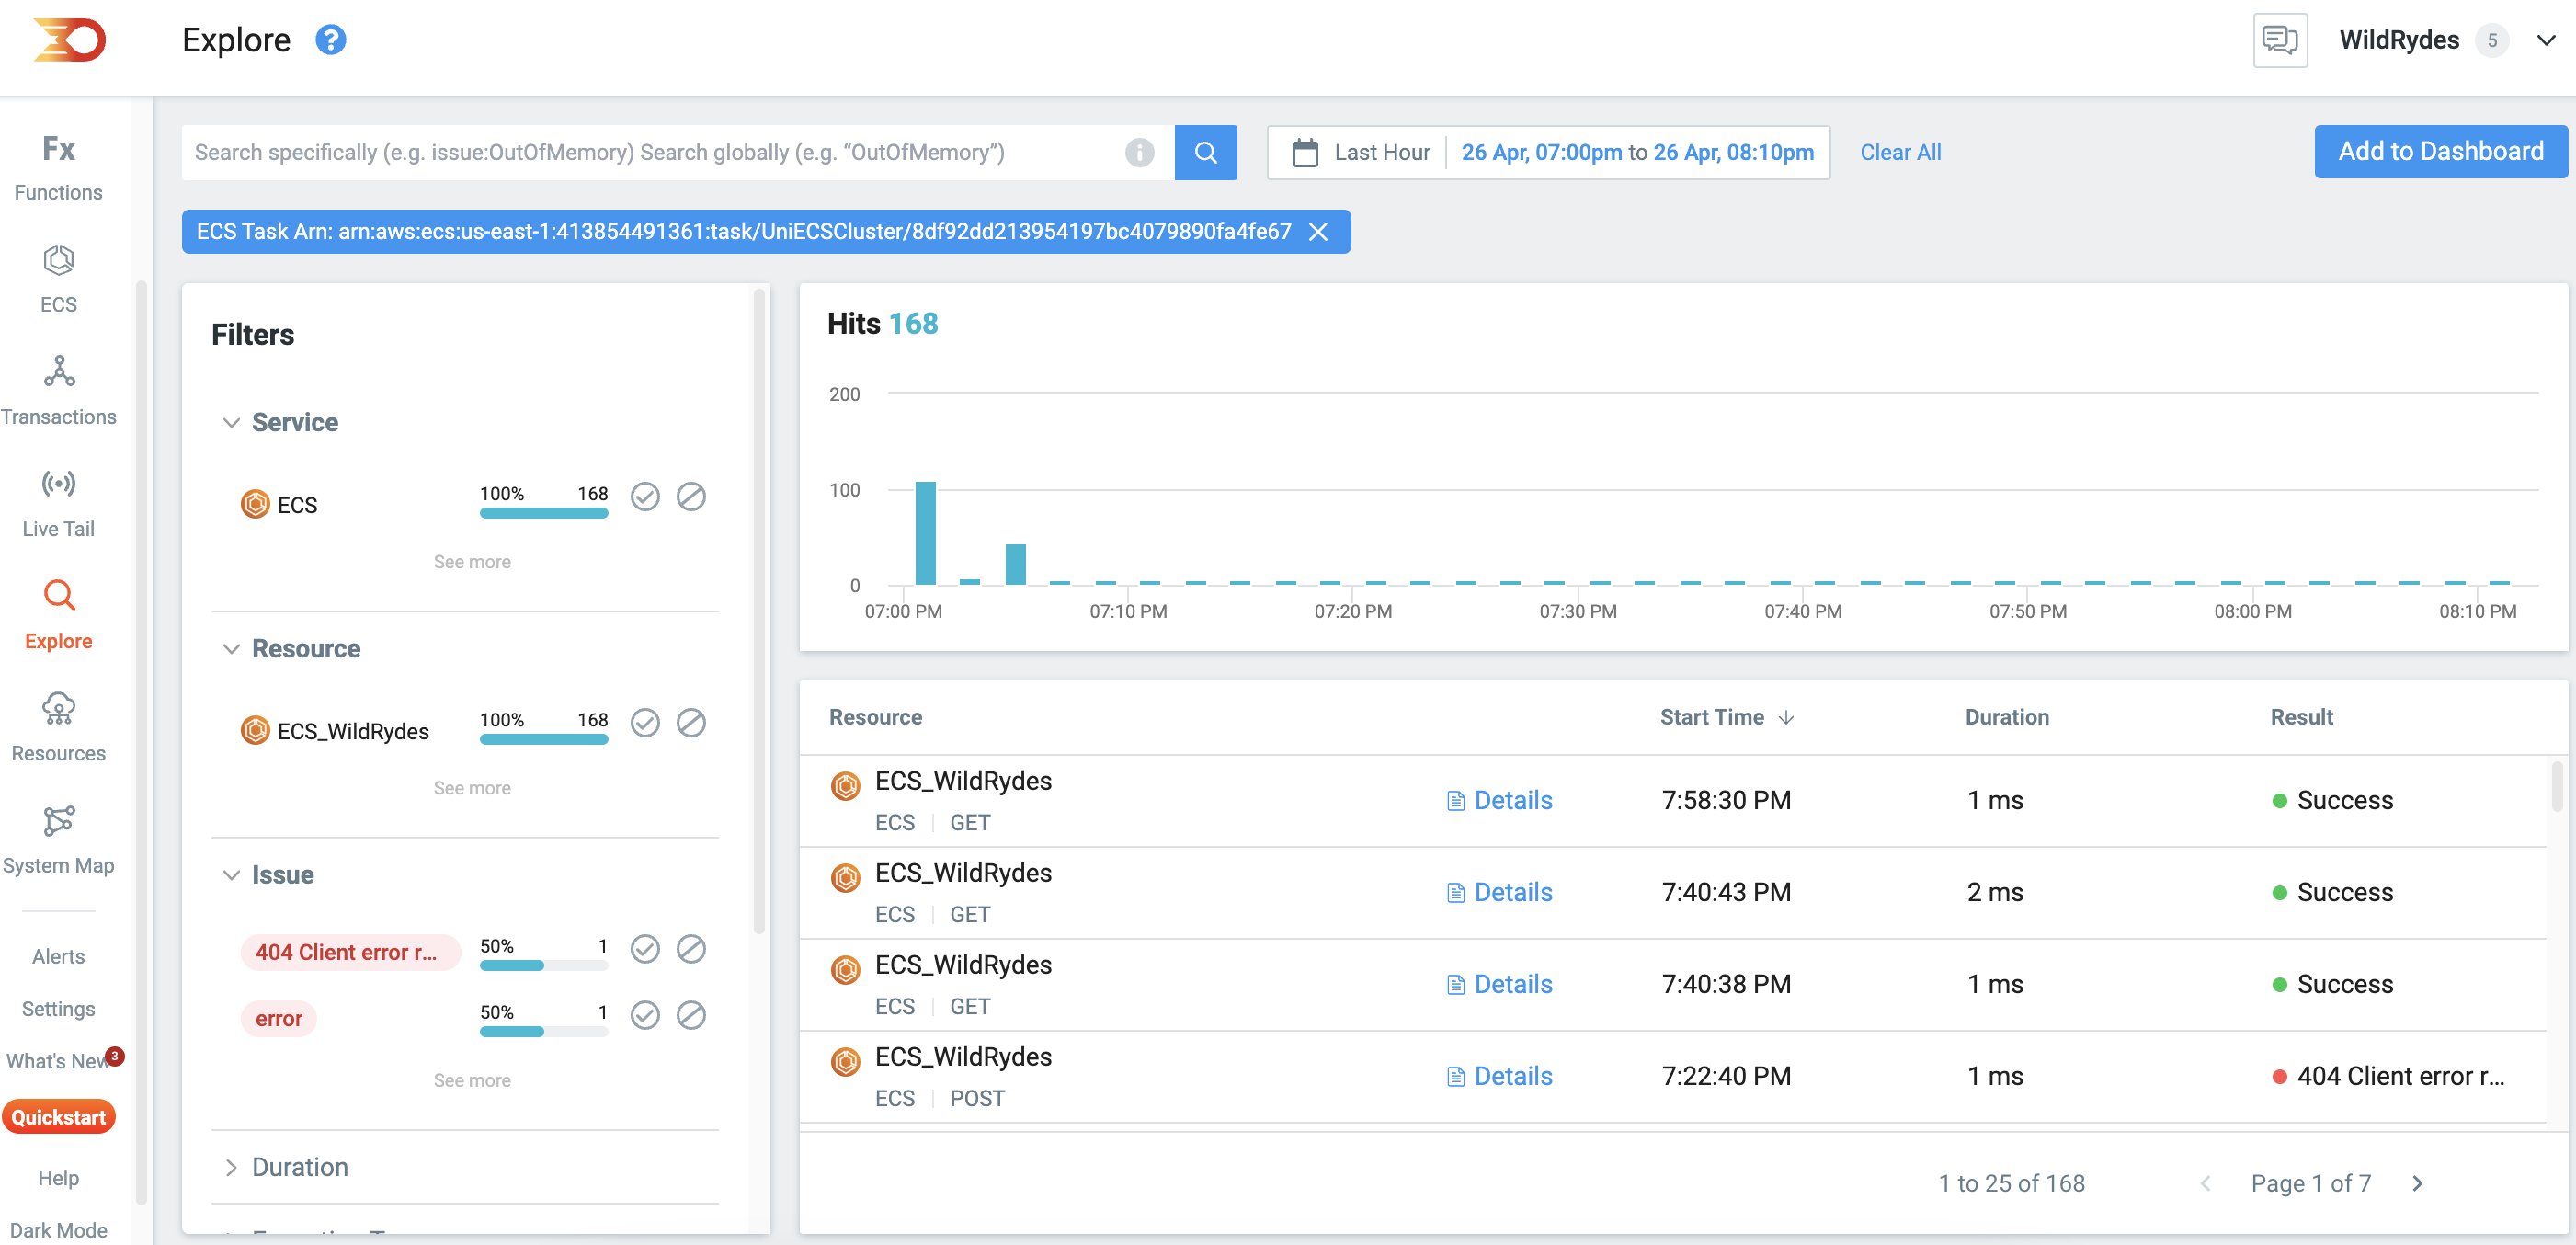 Explore
WildRydes 5
Fx
Functions
ECS
Transactions
Live Tail
Explore
Resources
System Map
Alerts
Settings
What's New 3
Quickstart
Help
Dark Mode
Search specifically (e.g. issue:OutOfMemory) Search globally (e.g. “OutOfMemory”)
Last Hour 26 Apr, 07:00pm to 26 Apr, 08:10pm
Clear All
Add to Dashboard
ECS Task Arn: arn:aws:ecs:us-east-1:413854491361:task/UniECSCluster/8df92dd213954197bc4079890fa4fe67
Filters
Service
ECS 100% 168
See more
Resource
ECS_WildRydes 100% 168
See more
Issue
404 Client error r... 50% 1
error 50% 1
See more
Duration
Hits 168
200
100
0
07:00 PM 07:10 PM 07:20 PM 07:30 PM 07:40 PM 07:50 PM 08:00 PM 08:10 PM
Resource Start Time Duration Result
ECS_WildRydes
ECS GET Details 7:58:30 PM 1 ms Success
ECS_WildRydes
ECS GET Details 7:40:43 PM 2 ms Success
ECS_WildRydes
ECS GET Details 7:40:38 PM 1 ms Success
ECS_WildRydes
ECS POST Details 7:22:40 PM 1 ms 404 Client error r...
1 to 25 of 168 Page 1 of 7